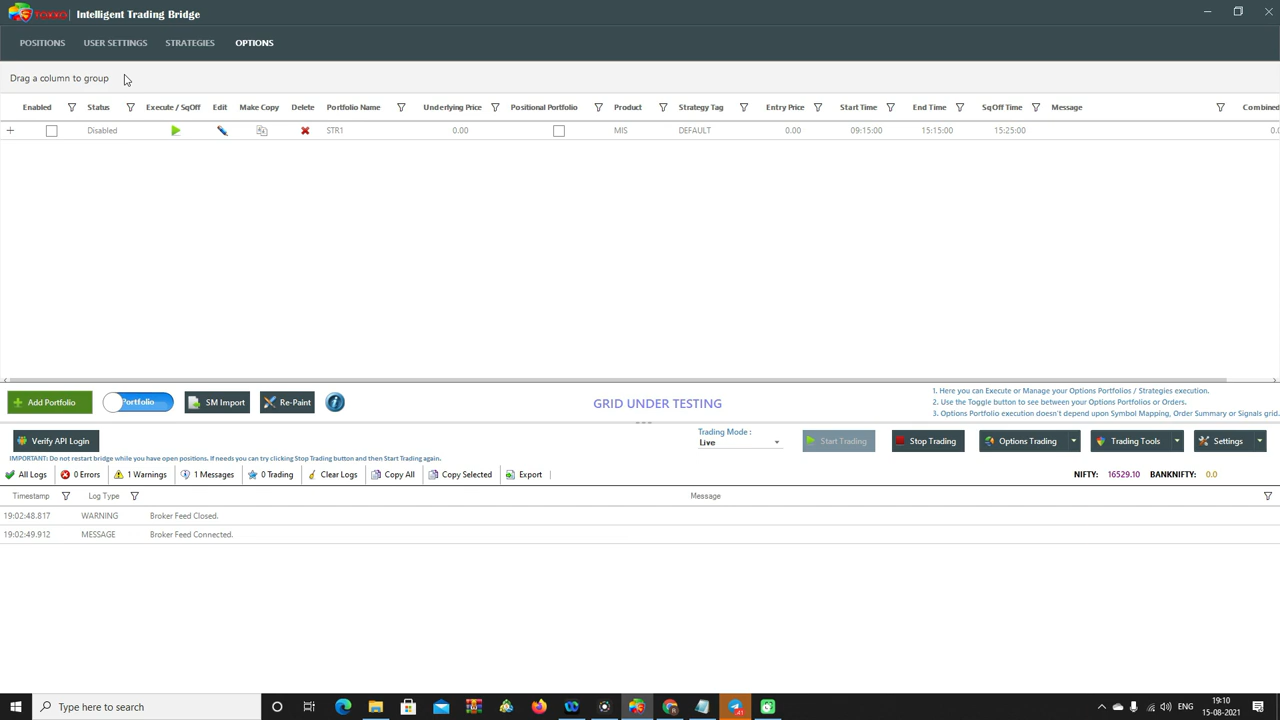 Intelligent Trading Bridge
POSITIONS USER SETTINGS STRATEGIES OPTIONS
Drag a column to group
Enabled Status Execute / SqOff Edit Make Copy Delete Portfolio Name Underlying Price Positional Portfolio Product Strategy Tag Entry Price Start Time End Time SqOff Time Message Combined
Disabled STR1 0.00 MIS DEFAULT 0.00 09:15:00 15:15:00 15:25:00 0.0
Add Portfolio Portfolio SM Import Re-Paint GRID UNDER TESTING
1. Here you can Execute or Manage your Options Portfolios / Strategies execution.
2. Use the Toggle button to see between your Options Portfolios or Orders.
3. Options Portfolio execution doesn't depend upon Symbol Mapping, Order Summary or Signals grid.
Verify API Login
Trading Mode :
Live
Start Trading Stop Trading Options Trading Trading Tools Settings
IMPORTANT: Do not restart bridge while you have open positions. If needs you can try clicking Stop Trading button and then Start Trading again.
All Logs 0 Errors 1 Warnings 1 Messages 0 Trading Clear Logs Copy All Copy Selected Export NIFTY: 16529.10 BANKNIFTY: 0.0
Timestamp Log Type Message
19:02:48.817 WARNING Broker Feed Closed.
19:02:49.912 MESSAGE Broker Feed Connected.
Type here to search
41
ENG
19:10
15-08-2021